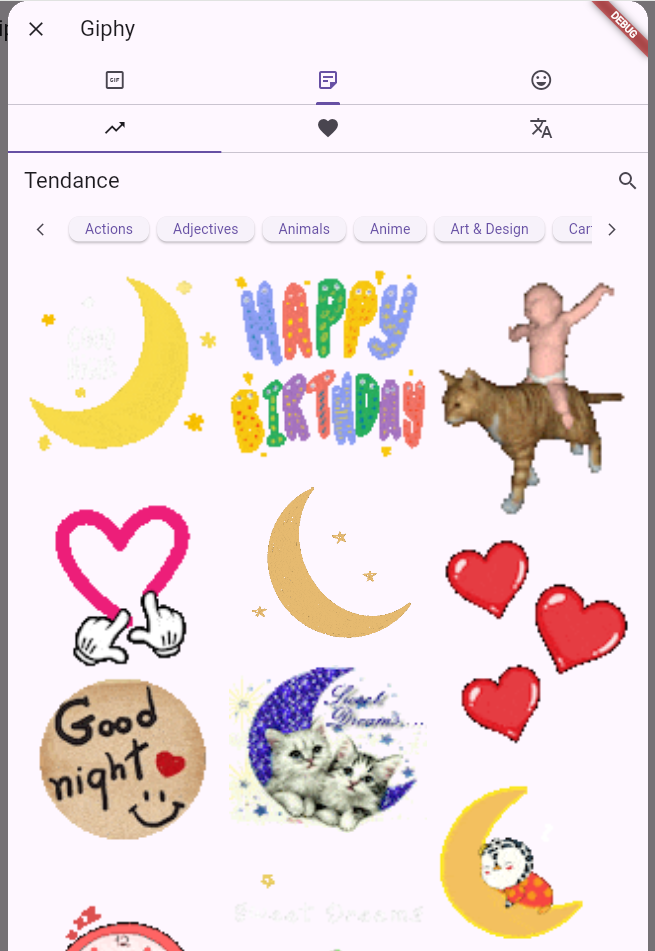 Giphy
DEBUG
GIF
Tendance
Actions
Adjectives
Animals
Anime
Art & Design
Car
HAPPY
BIRTHDAY
Good
night
Sweet
Dreams....
Sweet Dreams
12